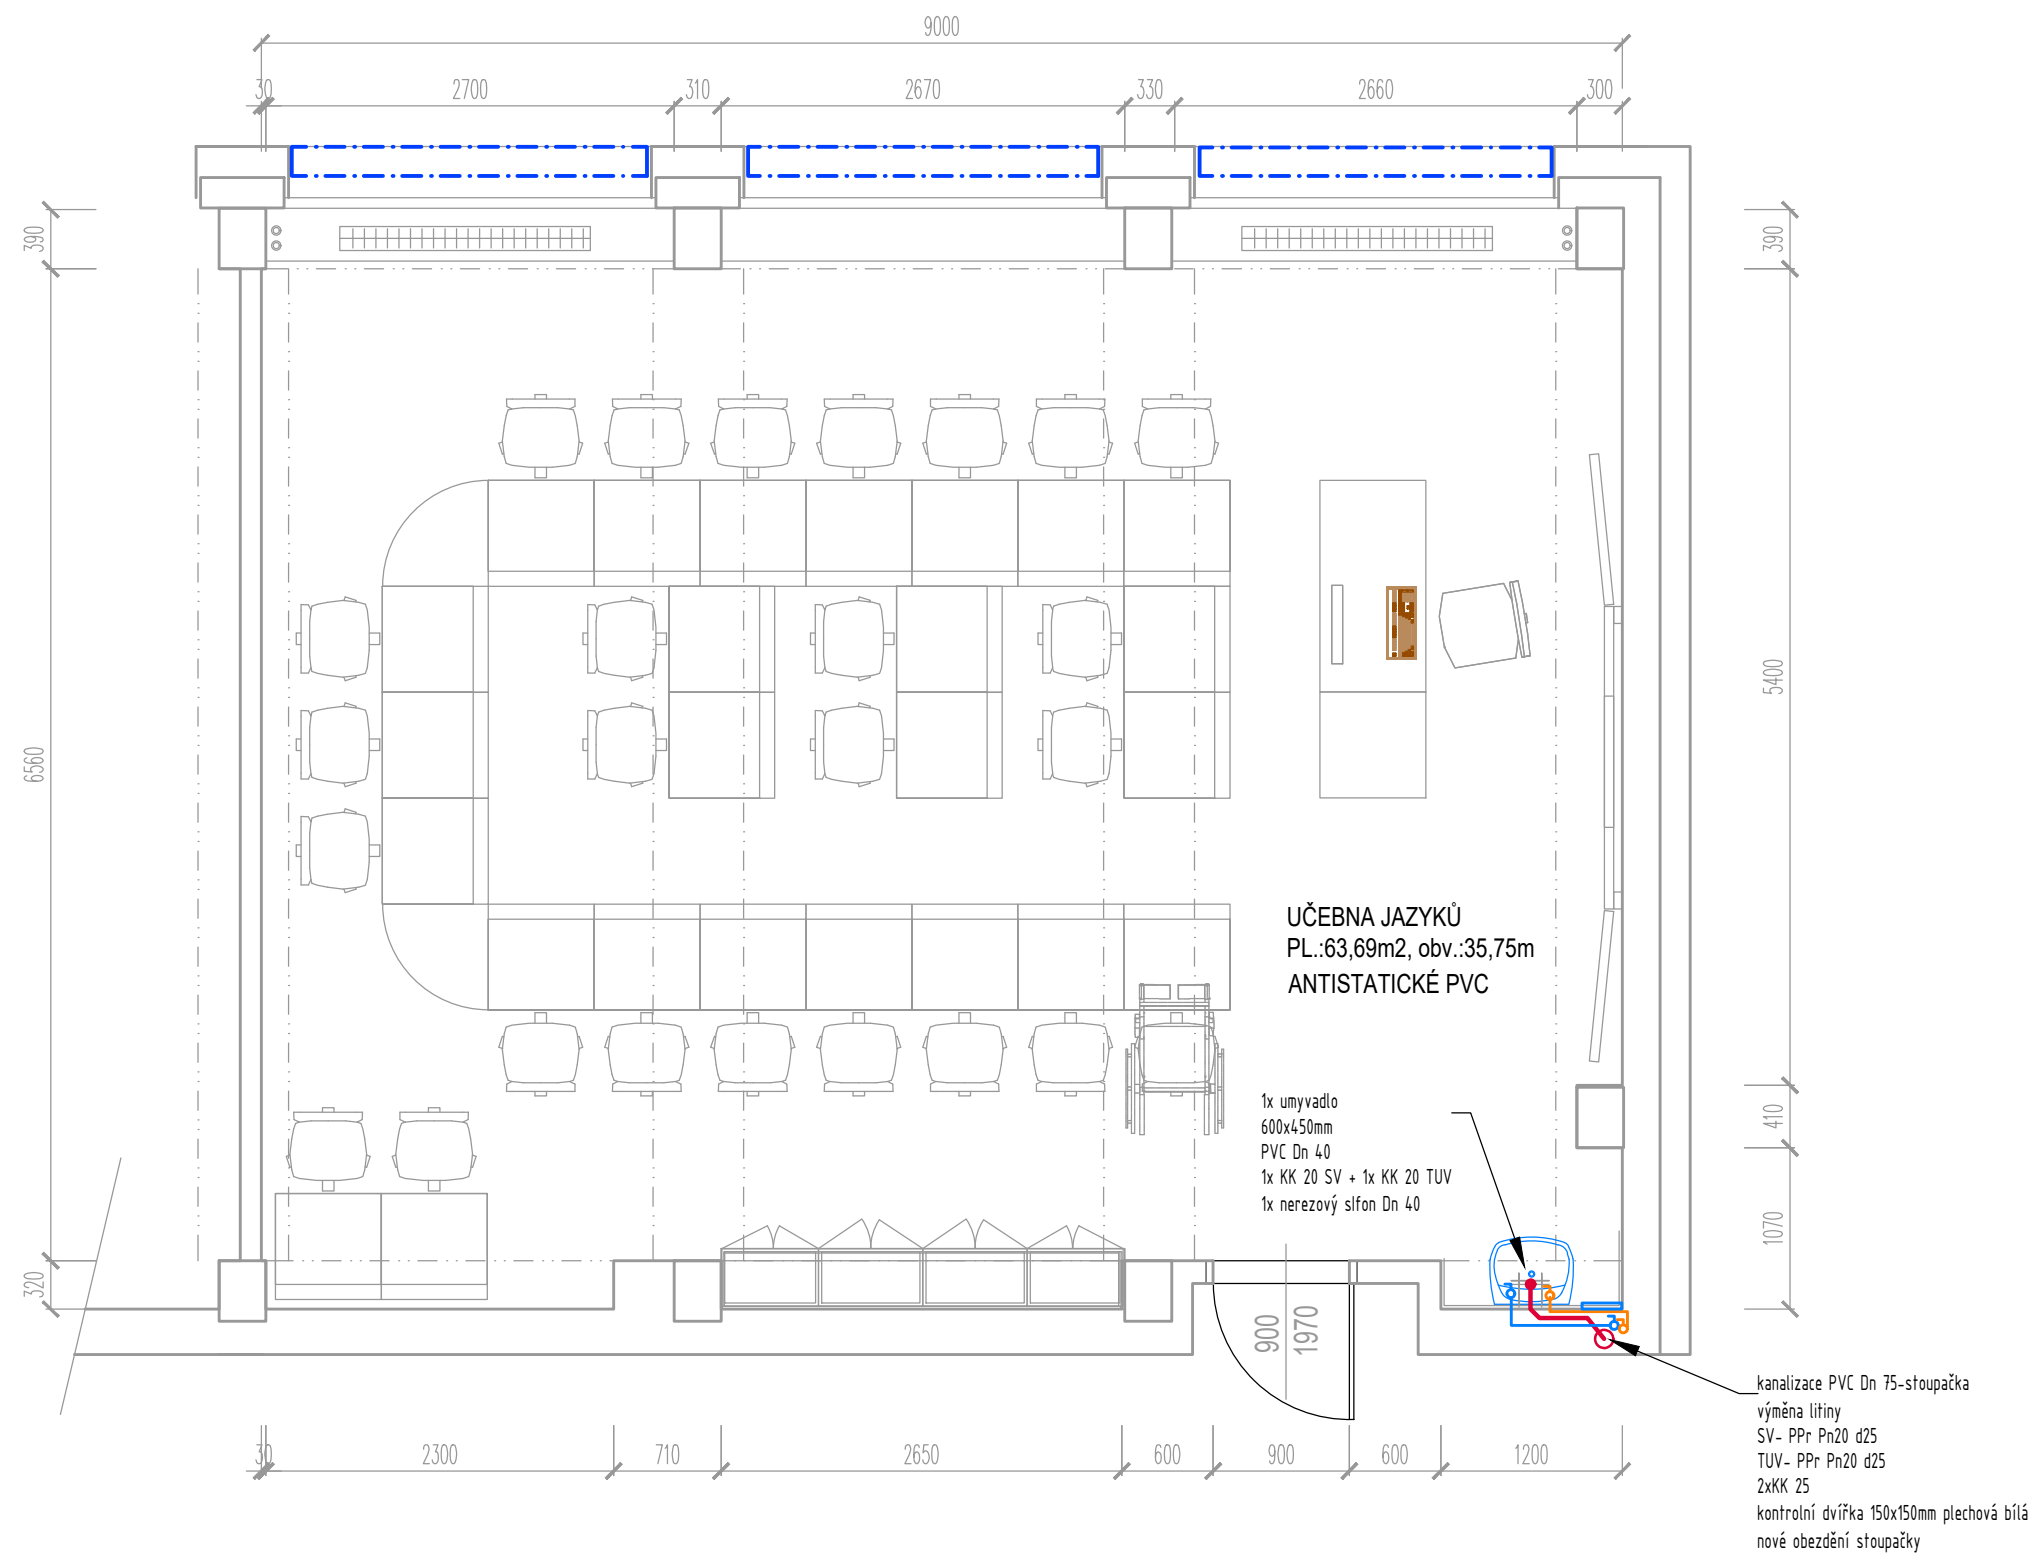 9000
30 2700 310 2670 330 2660 300
390
390
6560
5400
UČEBNA JAZYKŮ
PL.:63,69m2, obv.:35,75m
ANTISTATICKÉ PVC
1x umyvadlo
600x450mm
PVC Dn 40
1x KK 20 SV + 1x KK 20 TUV
1x nerezový sifon Dn 40
410
1070
320
900
1970
kanalizace PVC Dn 75-stoupačka
výměna litiny
SV- PPr Pn20 d25
TUV- PPr Pn20 d25
2xKK 25
kontrolní dvířka 150x150mm plechová bílá
nové obezdění stoupačky
30 2300 710 2650 600 900 600 1200